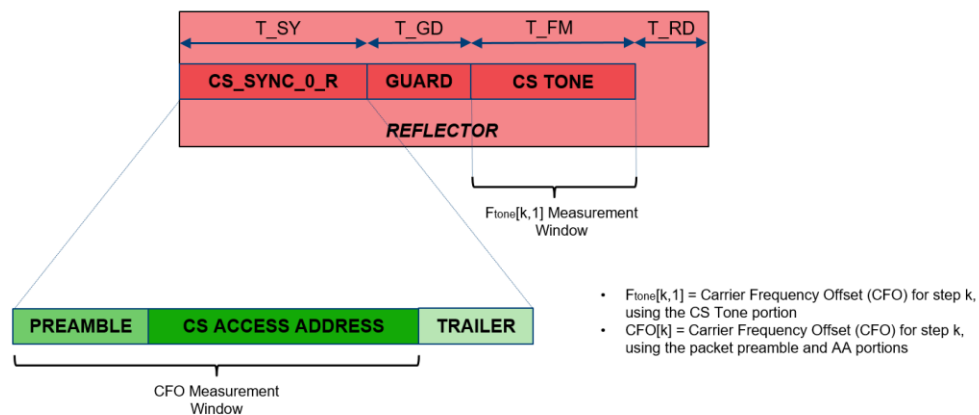 T_SY T_GD T_FM T_RD
CS_SYNC_0_R GUARD CS TONE
REFLECTOR
Ftone[k,1] Measurement
Window
PREAMBLE CS ACCESS ADDRESS TRAILER
CFO Measurement
Window
• Ftone[k,1] = Carrier Frequency Offset (CFO) for step k,
using the CS Tone portion
• CFO[k] = Carrier Frequency Offset (CFO) for step k,
using the packet preamble and AA portions